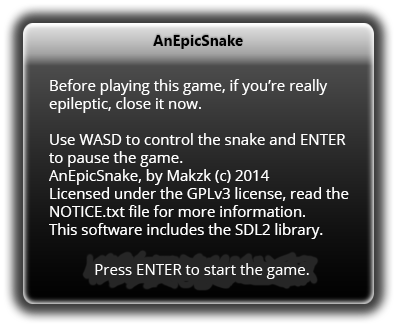 AnEpicSnake
Before playing this game, if you’re really
epileptic, close it now.
Use WASD to control the snake and ENTER
to pause the game.
AnEpicSnake, by Makzk (c) 2014
Licensed under the GPLv3 license, read the
NOTICE.txt file for more information.
This software includes the SDL2 library.
Press ENTER to start the game.